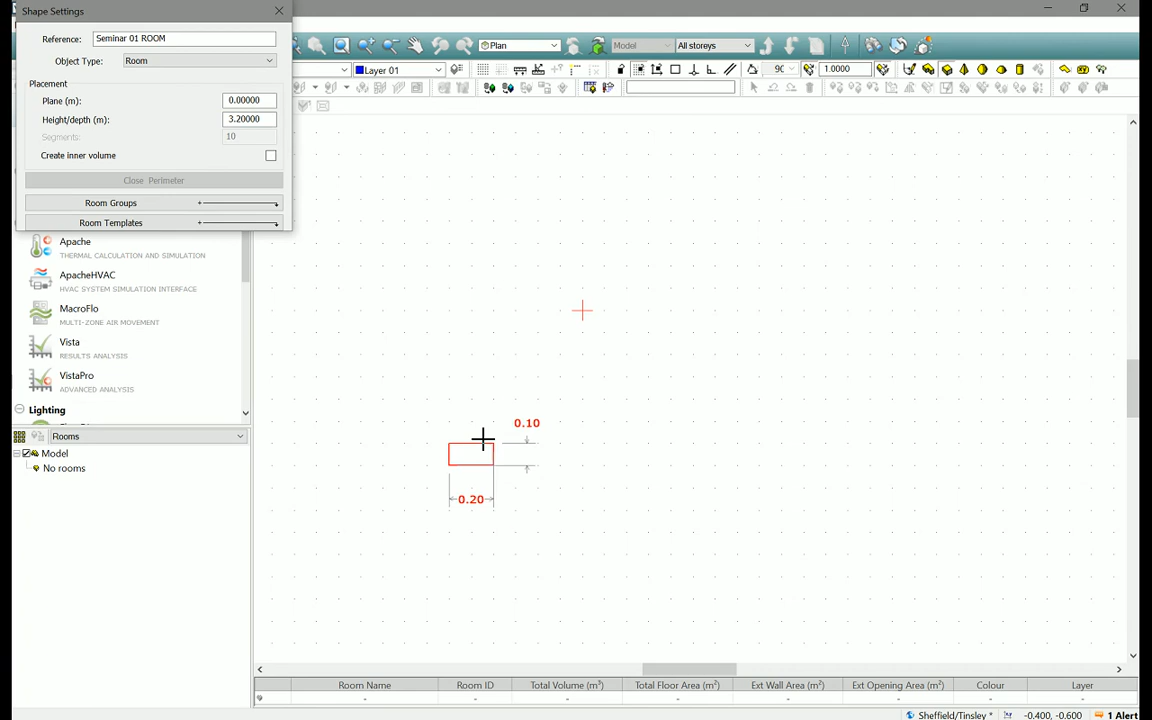 Shape Settings
Reference: Seminar 01 ROOM
Object Type: Room
Placement
Plane (m): 0.00000
Height/depth (m): 3.20000
Segments: 10
Create inner volume
Close Perimeter
Room Groups
Room Templates
Plan
Model
All storeys
Layer 01
90
1.0000
Apache
THERMAL CALCULATION AND SIMULATION
ApacheHVAC
HVAC SYSTEM SIMULATION INTERFACE
MacroFlo
MULTI-ZONE AIR MOVEMENT
Vista
RESULTS ANALYSIS
VistaPro
ADVANCED ANALYSIS
Lighting
Rooms
Model
No rooms
0.10
0.20
Room Name Room ID Total Volume (m³) Total Floor Area (m²) Ext Wall Area (m²) Ext Opening Area (m²) Colour Layer
- - - - - - - -
Sheffield/Tinsley * -0.400, -0.600 1 Alert